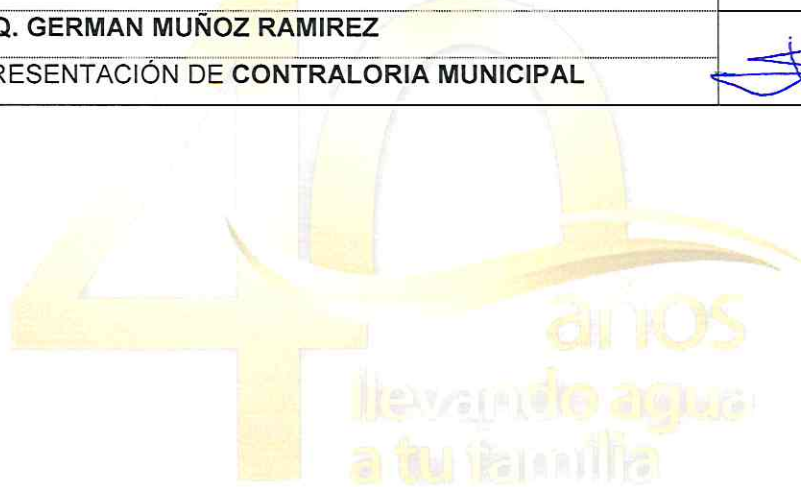 Q. GERMAN MUÑOZ RAMIREZ
RESENTACIÓN DE CONTRALORIA MUNICIPAL
40
años
llevando agua
a tu familia